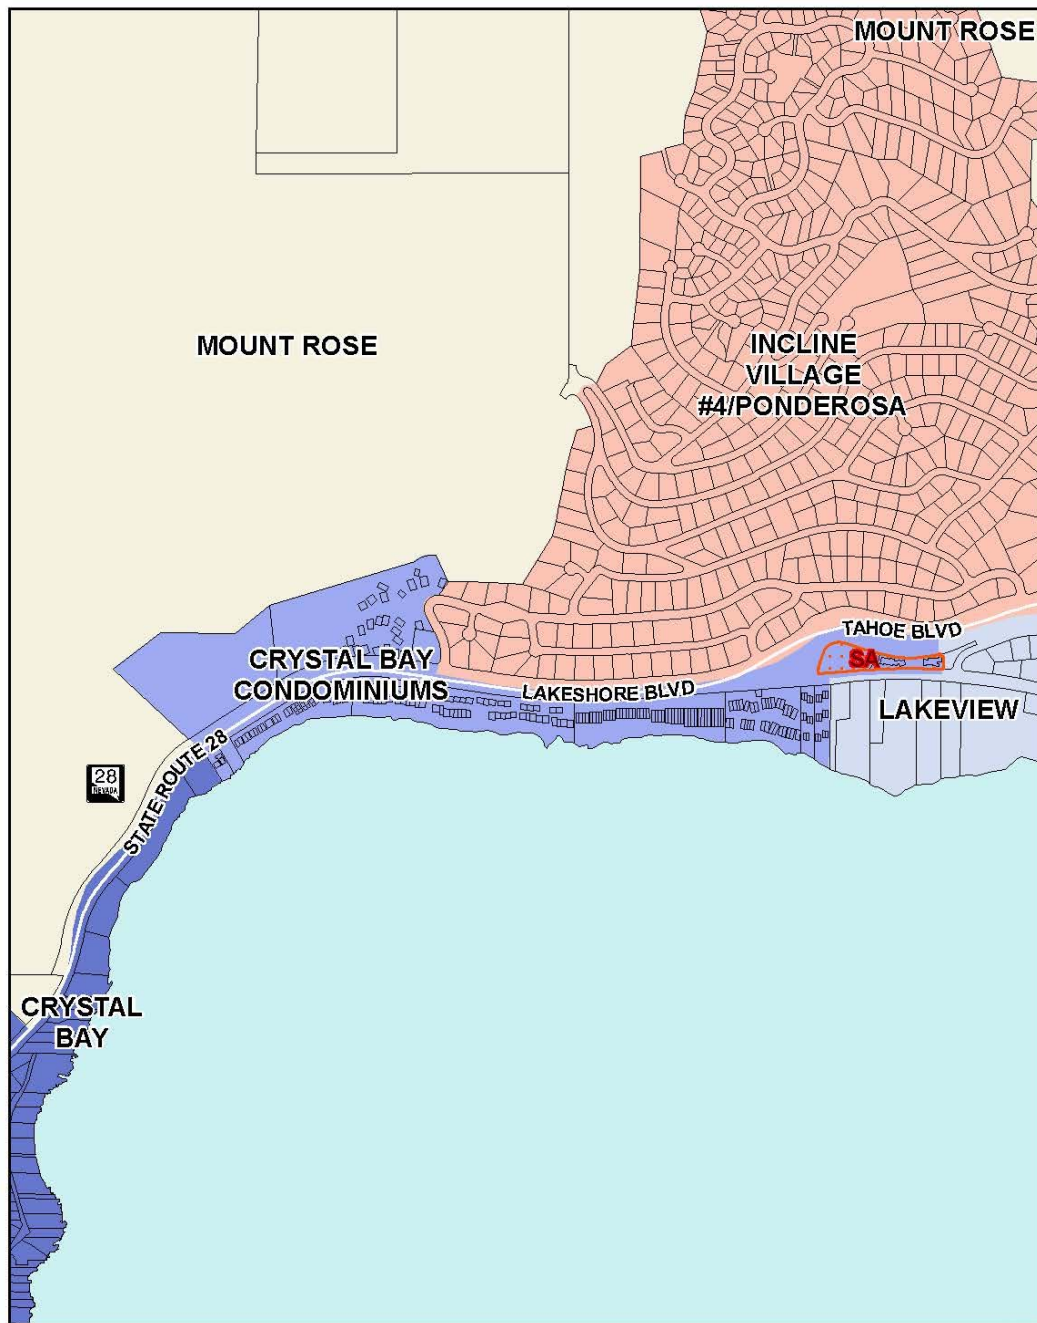 MOUNT ROSE
MOUNT ROSE
INCLINE
VILLAGE
#4/PONDEROSA
TAHOE BLVD
SA
CRYSTAL BAY
CONDOMINIUMS
LAKESHORE BLVD
LAKEVIEW
STATE ROUTE 28
28
NEVADA
CRYSTAL
BAY